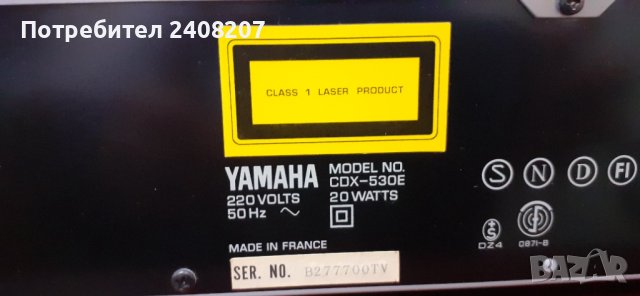 Потребител 2408207
CLASS 1 LASER PRODUCT
YAMAHA MODEL NO. CDX-530E
220 VOLTS 20 WATTS
50 Hz
S N D FI
DZ4 0871-B
MADE IN FRANCE
SER. NO. B277700TV
BAZAR